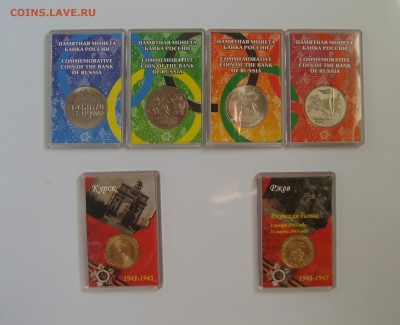 COINS.LAVE.RU
ПАМЯТНАЯ МОНЕТА
БАНКА РОССИИ
COMMEMORATIVE
COIN OF THE BANK
OF RUSSIA
ПАМЯТНАЯ МОНЕТА
БАНКА РОССИИ
COMMEMORATIVE
COIN OF THE BANK
OF RUSSIA
ПАМЯТНАЯ МОНЕТА
БАНКА РОССИИ
COMMEMORATIVE
COIN OF THE BANK
OF RUSSIA
ПАМЯТНАЯ МОНЕТА
БАНКА РОССИИ
COMMEMORATIVE
COIN OF THE BANK
OF RUSSIA
Курск
1941-1945
Ржев
Ржевская битва
1941-1945